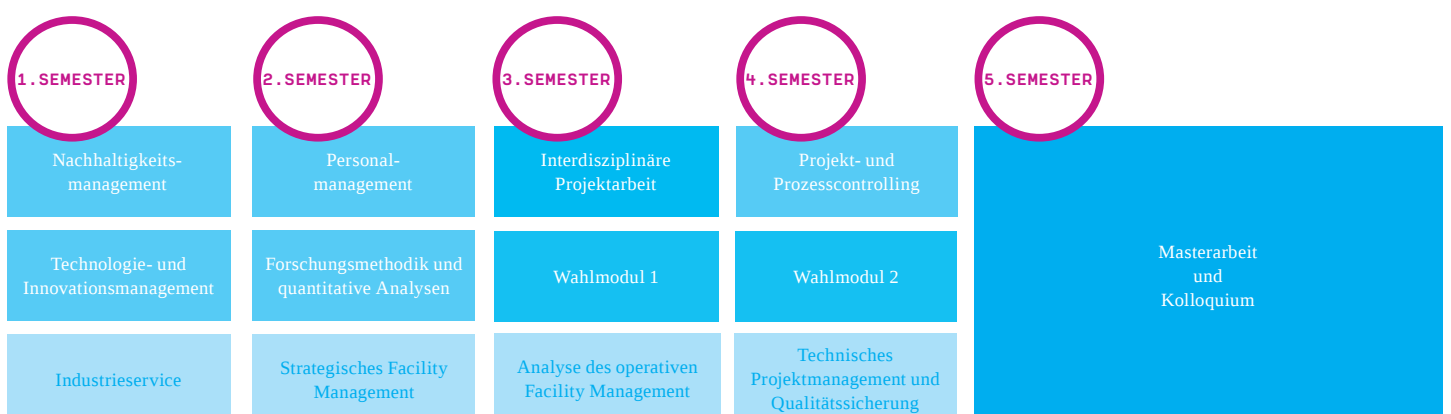 1.SEMESTER
2.SEMESTER
3.SEMESTER
4.SEMESTER
5.SEMESTER
Nachhaltigkeits-
management
Personal-
management
Interdisziplinäre
Projektarbeit
Projekt- und
Prozesscontrolling
Masterarbeit
und
Kolloquium
Technologie- und
Innovationsmanagement
Forschungsmethodik und
quantitative Analysen
Wahlmodul 1
Wahlmodul 2
Industrieservice
Strategisches Facility
Management
Analyse des operativen
Facility Management
Technisches
Projektmanagement und
Qualitätssicherung